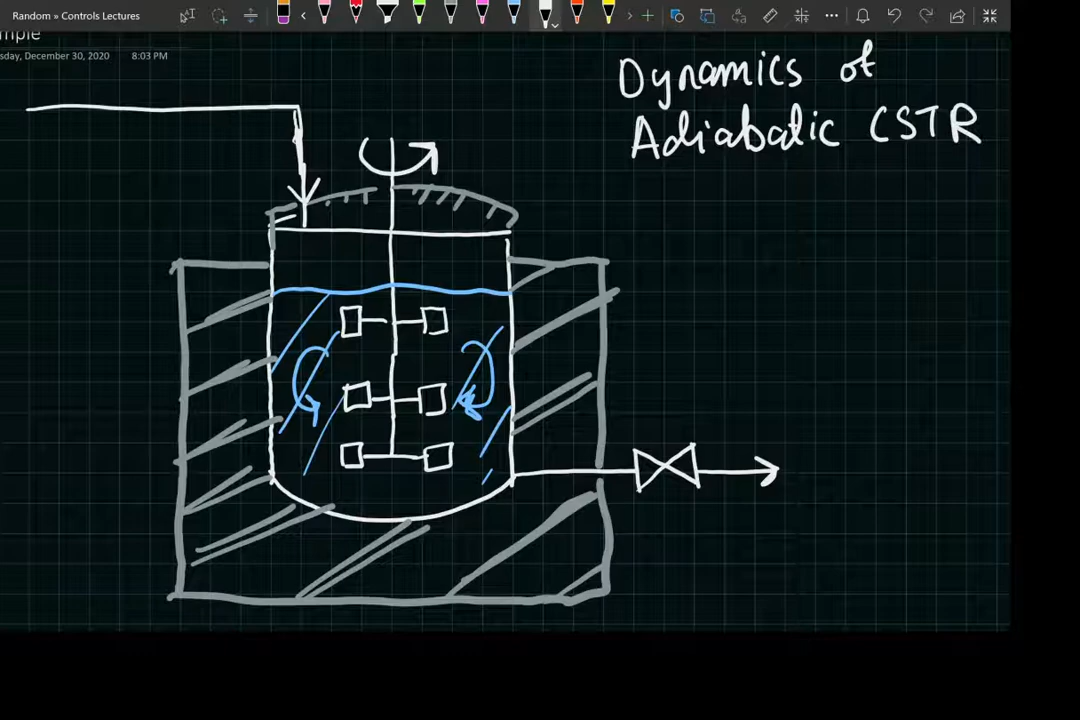 Random » Controls Lectures
mple
sday, December 30, 2020 8:03 PM
Dynamics of
Adiabatic CSTR